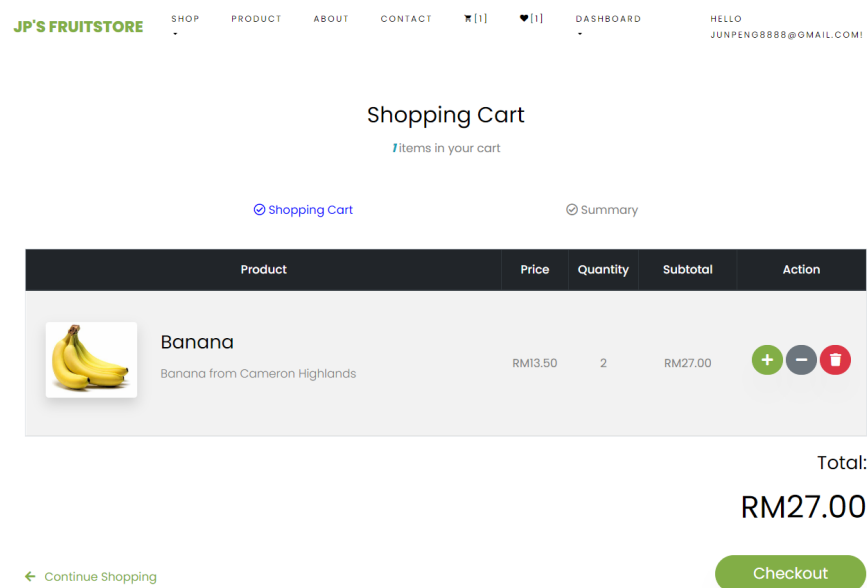 JP'S FRUITSTORE
SHOP
PRODUCT
ABOUT
CONTACT
[1]
[1]
DASHBOARD
HELLO
JUNPENG8888@GMAIL.COM!
Shopping Cart
1 items in your cart
Shopping Cart
Summary
Product Price Quantity Subtotal Action
Banana
Banana from Cameron Highlands
RM13.50 2 RM27.00
Total:
RM27.00
Continue Shopping
Checkout